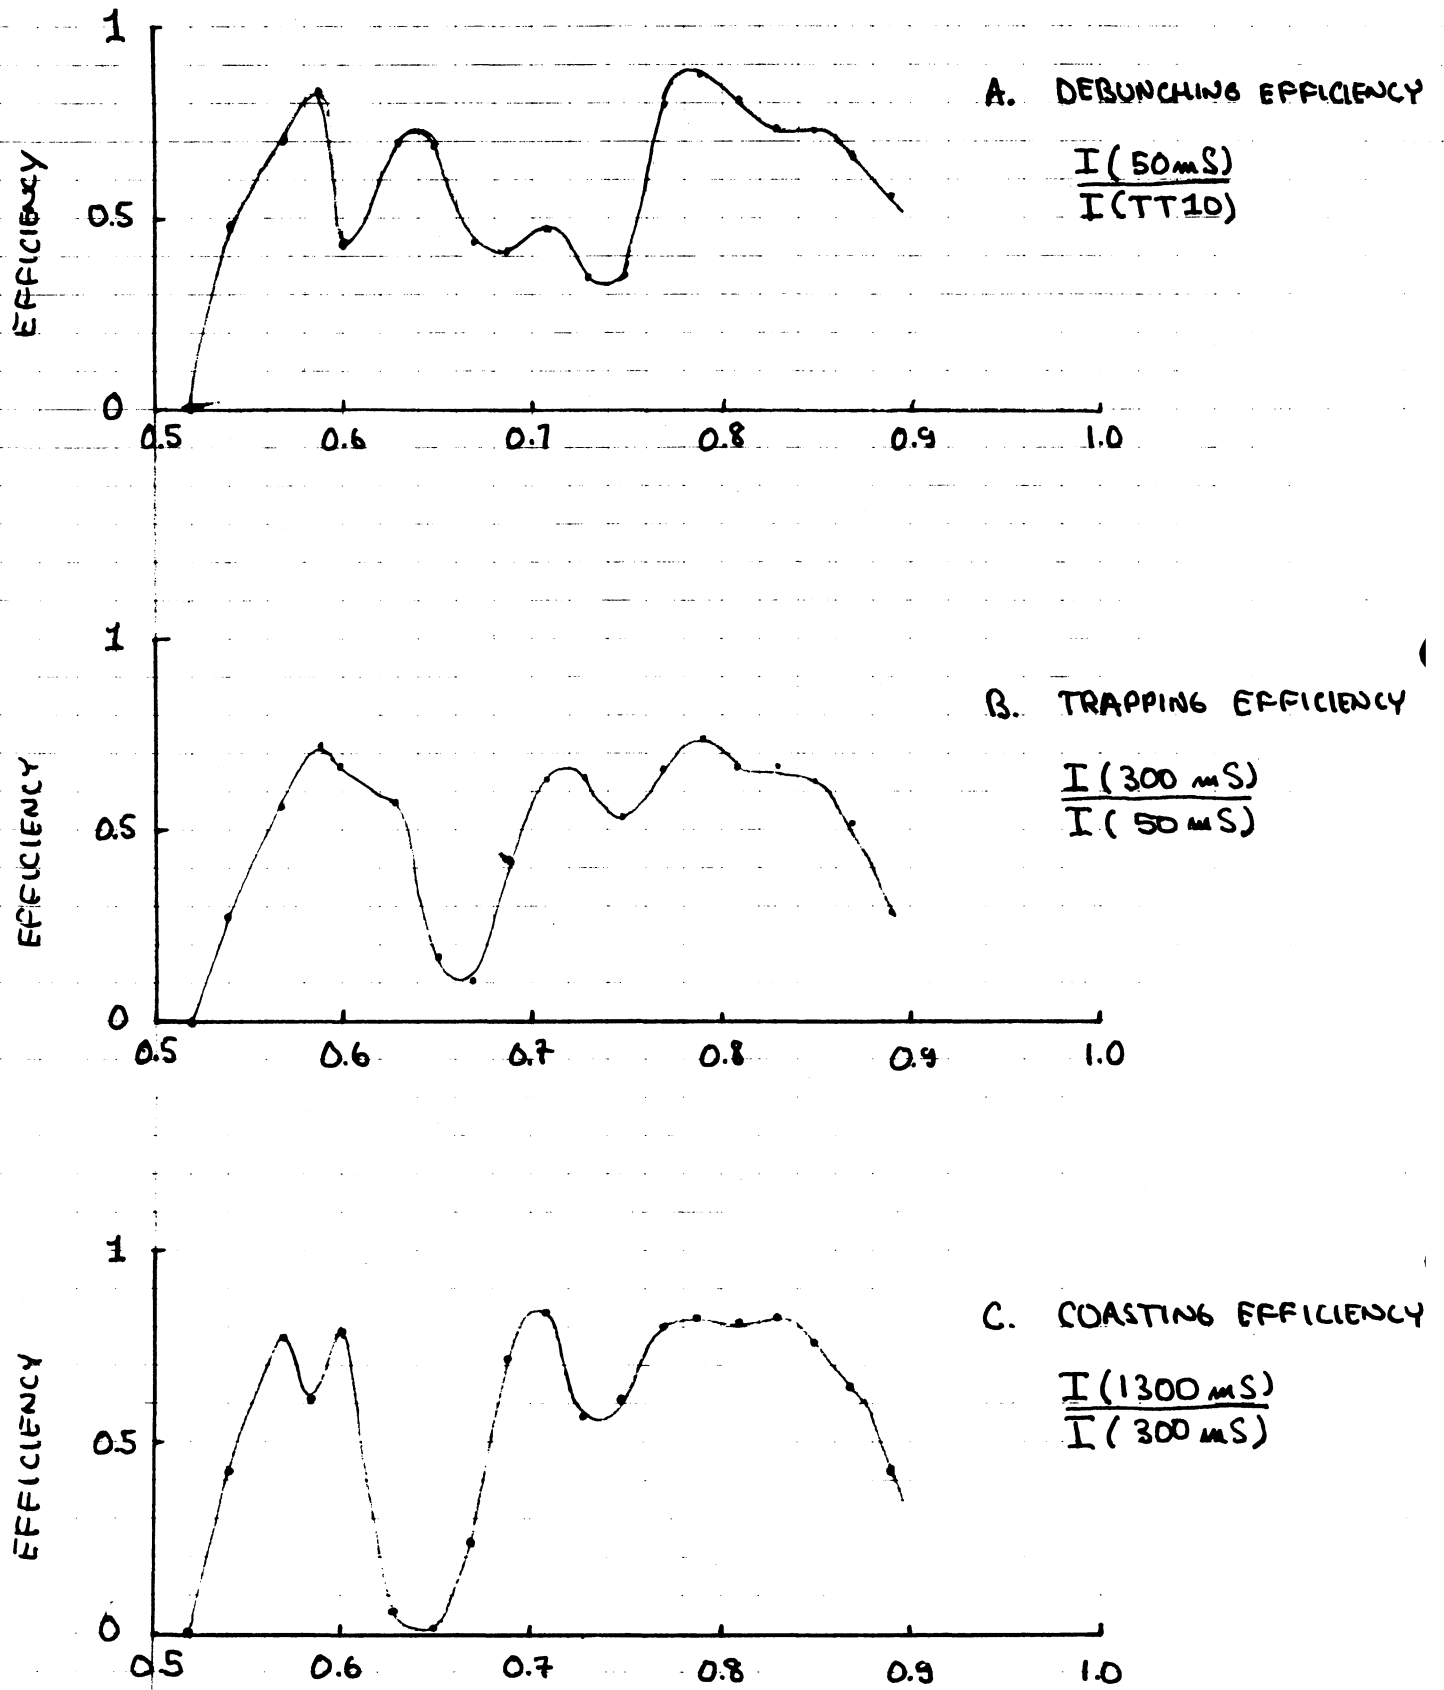 1
A. DEBUNCHING EFFICIENCY
I(50mS)
I(TT10)
0.5
EFFICIENCY
0
0.5 0.6 0.7 0.8 0.9 1.0
1
B. TRAPPING EFFICIENCY
I(300 mS)
I(50 mS)
0.5
EFFICIENCY
0
0.5 0.6 0.7 0.8 0.9 1.0
1
C. COASTING EFFICIENCY
I(1300 mS)
I(300 mS)
0.5
EFFICIENCY
0
0.5 0.6 0.7 0.8 0.9 1.0